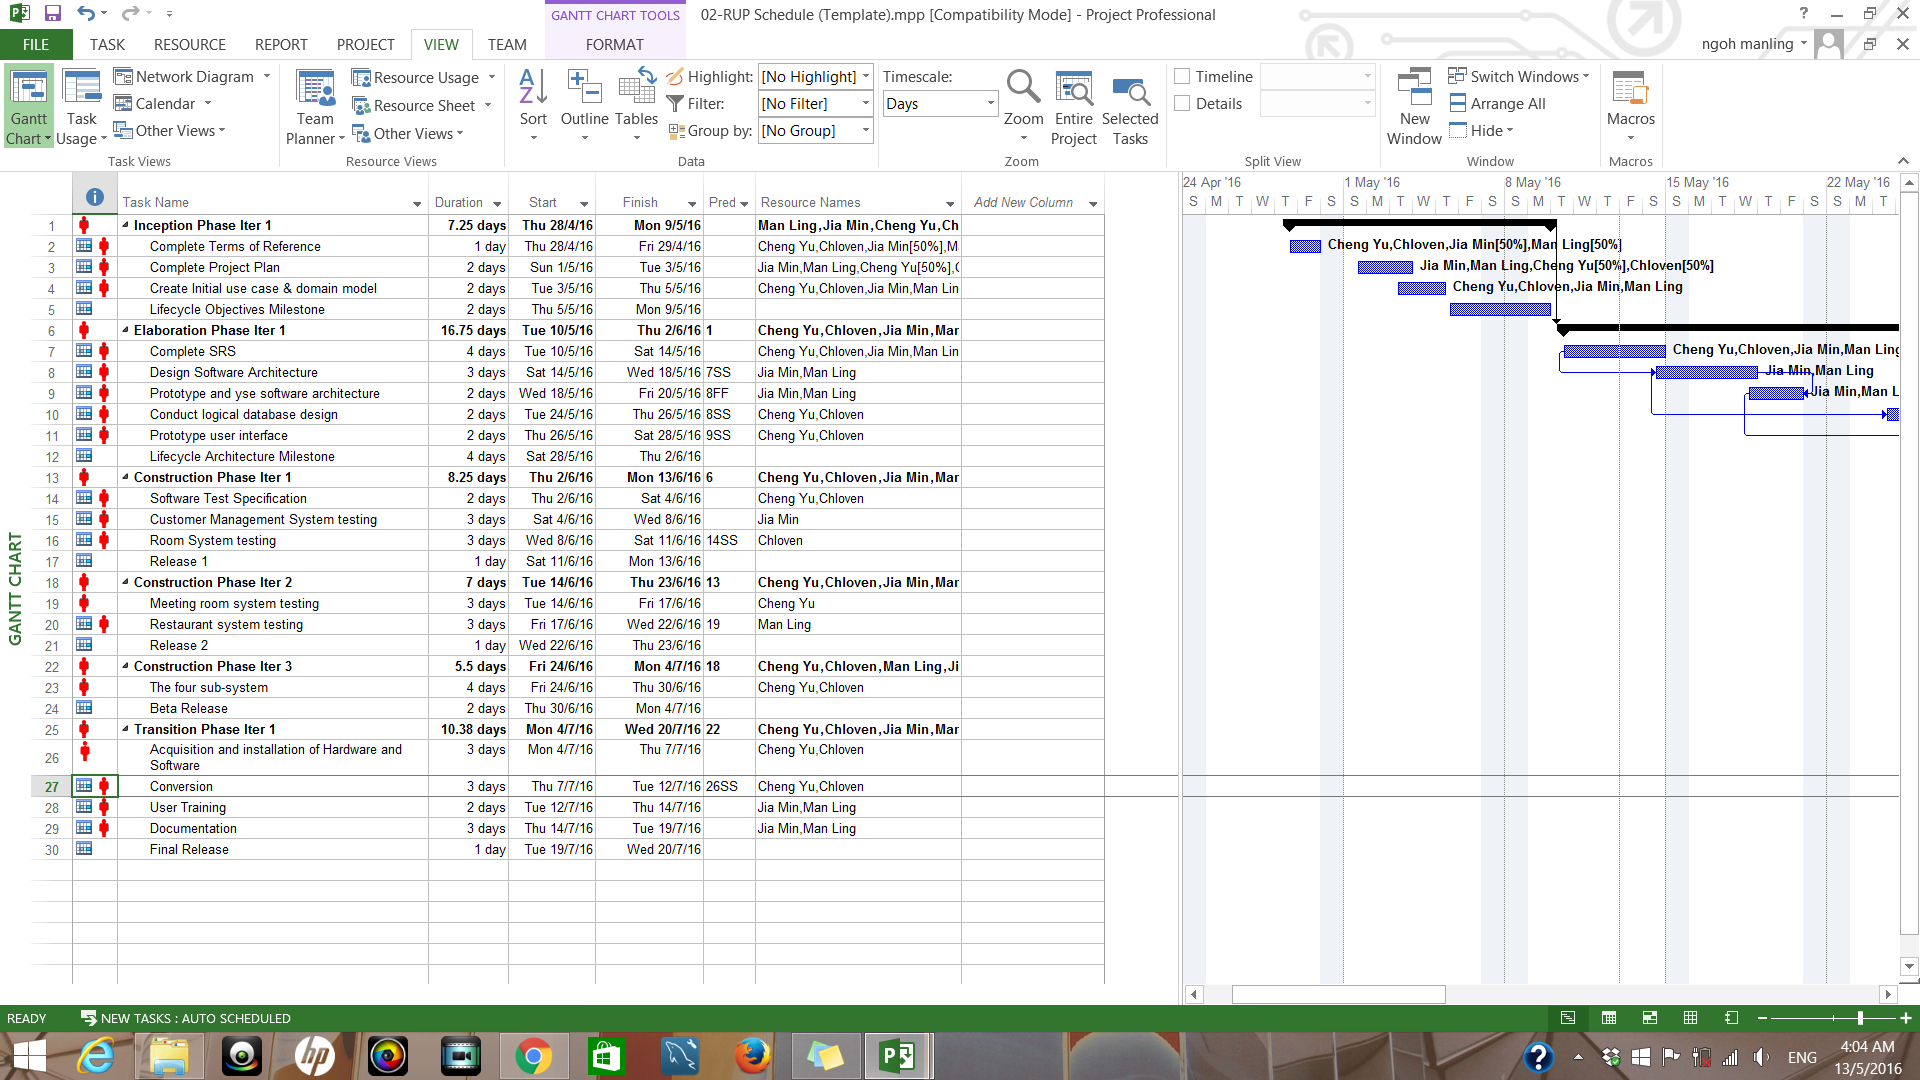 GANTT CHART TOOLS
02-RUP Schedule (Template).mpp [Compatibility Mode] - Project Professional
FILE TASK RESOURCE REPORT PROJECT VIEW TEAM FORMAT
ngoh manling
Gantt Chart
Task Usage
Network Diagram
Calendar
Other Views
Task Views
Team Planner
Resource Usage
Resource Sheet
Other Views
Resource Views
Sort
Outline
Tables
Highlight: [No Highlight]
Filter: [No Filter]
Group by: [No Group]
Data
Timescale:
Days
Zoom
Entire Project
Selected Tasks
Zoom
Timeline
Details
Split View
New Window
Switch Windows
Arrange All
Hide
Window
Macros
Macros
GANTT CHART
Task Name Duration Start Finish Pred Resource Names Add New Column
1 Inception Phase Iter 1 7.25 days Thu 28/4/16 Mon 9/5/16 Man Ling,Jia Min,Cheng Yu,Ch
2 Complete Terms of Reference 1 day Thu 28/4/16 Fri 29/4/16 Cheng Yu,Chloven,Jia Min[50%],M
3 Complete Project Plan 2 days Sun 1/5/16 Tue 3/5/16 Jia Min,Man Ling,Cheng Yu[50%],C
4 Create Initial use case & domain model 2 days Tue 3/5/16 Thu 5/5/16 Cheng Yu,Chloven,Jia Min,Man Lin
5 Lifecycle Objectives Milestone 2 days Thu 5/5/16 Mon 9/5/16
6 Elaboration Phase Iter 1 16.75 days Tue 10/5/16 Thu 2/6/16 1 Cheng Yu,Chloven,Jia Min,Mar
7 Complete SRS 4 days Tue 10/5/16 Sat 14/5/16 Cheng Yu,Chloven,Jia Min,Man Lin
8 Design Software Architecture 3 days Sat 14/5/16 Wed 18/5/16 7SS Jia Min,Man Ling
9 Prototype and yse software architecture 2 days Wed 18/5/16 Fri 20/5/16 8FF Jia Min,Man Ling
10 Conduct logical database design 2 days Tue 24/5/16 Thu 26/5/16 8SS Cheng Yu,Chloven
11 Prototype user interface 2 days Thu 26/5/16 Sat 28/5/16 9SS Cheng Yu,Chloven
12 Lifecycle Architecture Milestone 4 days Sat 28/5/16 Thu 2/6/16
13 Construction Phase Iter 1 8.25 days Thu 2/6/16 Mon 13/6/16 6 Cheng Yu,Chloven,Jia Min,Mar
14 Software Test Specification 2 days Thu 2/6/16 Sat 4/6/16 Cheng Yu,Chloven
15 Customer Management System testing 3 days Sat 4/6/16 Wed 8/6/16 Jia Min
16 Room System testing 3 days Wed 8/6/16 Sat 11/6/16 14SS Chloven
17 Release 1 1 day Sat 11/6/16 Mon 13/6/16
18 Construction Phase Iter 2 7 days Tue 14/6/16 Thu 23/6/16 13 Cheng Yu,Chloven,Jia Min,Mar
19 Meeting room system testing 3 days Tue 14/6/16 Fri 17/6/16 Cheng Yu
20 Restaurant system testing 3 days Fri 17/6/16 Wed 22/6/16 19 Man Ling
21 Release 2 1 day Wed 22/6/16 Thu 23/6/16
22 Construction Phase Iter 3 5.5 days Fri 24/6/16 Mon 4/7/16 18 Cheng Yu,Chloven,Man Ling,Ji
23 The four sub-system 4 days Fri 24/6/16 Thu 30/6/16 Cheng Yu,Chloven
24 Beta Release 2 days Thu 30/6/16 Mon 4/7/16
25 Transition Phase Iter 1 10.38 days Mon 4/7/16 Wed 20/7/16 22 Cheng Yu,Chloven,Jia Min,Mar
26 Acquisition and installation of Hardware and Software 3 days Mon 4/7/16 Thu 7/7/16 Cheng Yu,Chloven
27 Conversion 3 days Thu 7/7/16 Tue 12/7/16 26SS Cheng Yu,Chloven
28 User Training 2 days Tue 12/7/16 Thu 14/7/16 Jia Min,Man Ling
29 Documentation 3 days Thu 14/7/16 Tue 19/7/16 Jia Min,Man Ling
30 Final Release 1 day Tue 19/7/16 Wed 20/7/16
24 Apr '16 1 May '16 8 May '16 15 May '16 22 May '16
S M T W T F S S M T W T F S S M T W T F S S M T W T F S S M T
Cheng Yu,Chloven,Jia Min[50%],Man Ling[50%]
Jia Min,Man Ling,Cheng Yu[50%],Chloven[50%]
Cheng Yu,Chloven,Jia Min,Man Ling
Cheng Yu,Chloven,Jia Min,Man Ling
Jia Min,Man Ling
Jia Min,Man L
READY NEW TASKS : AUTO SCHEDULED
hp
ENG
4:04 AM
13/5/2016